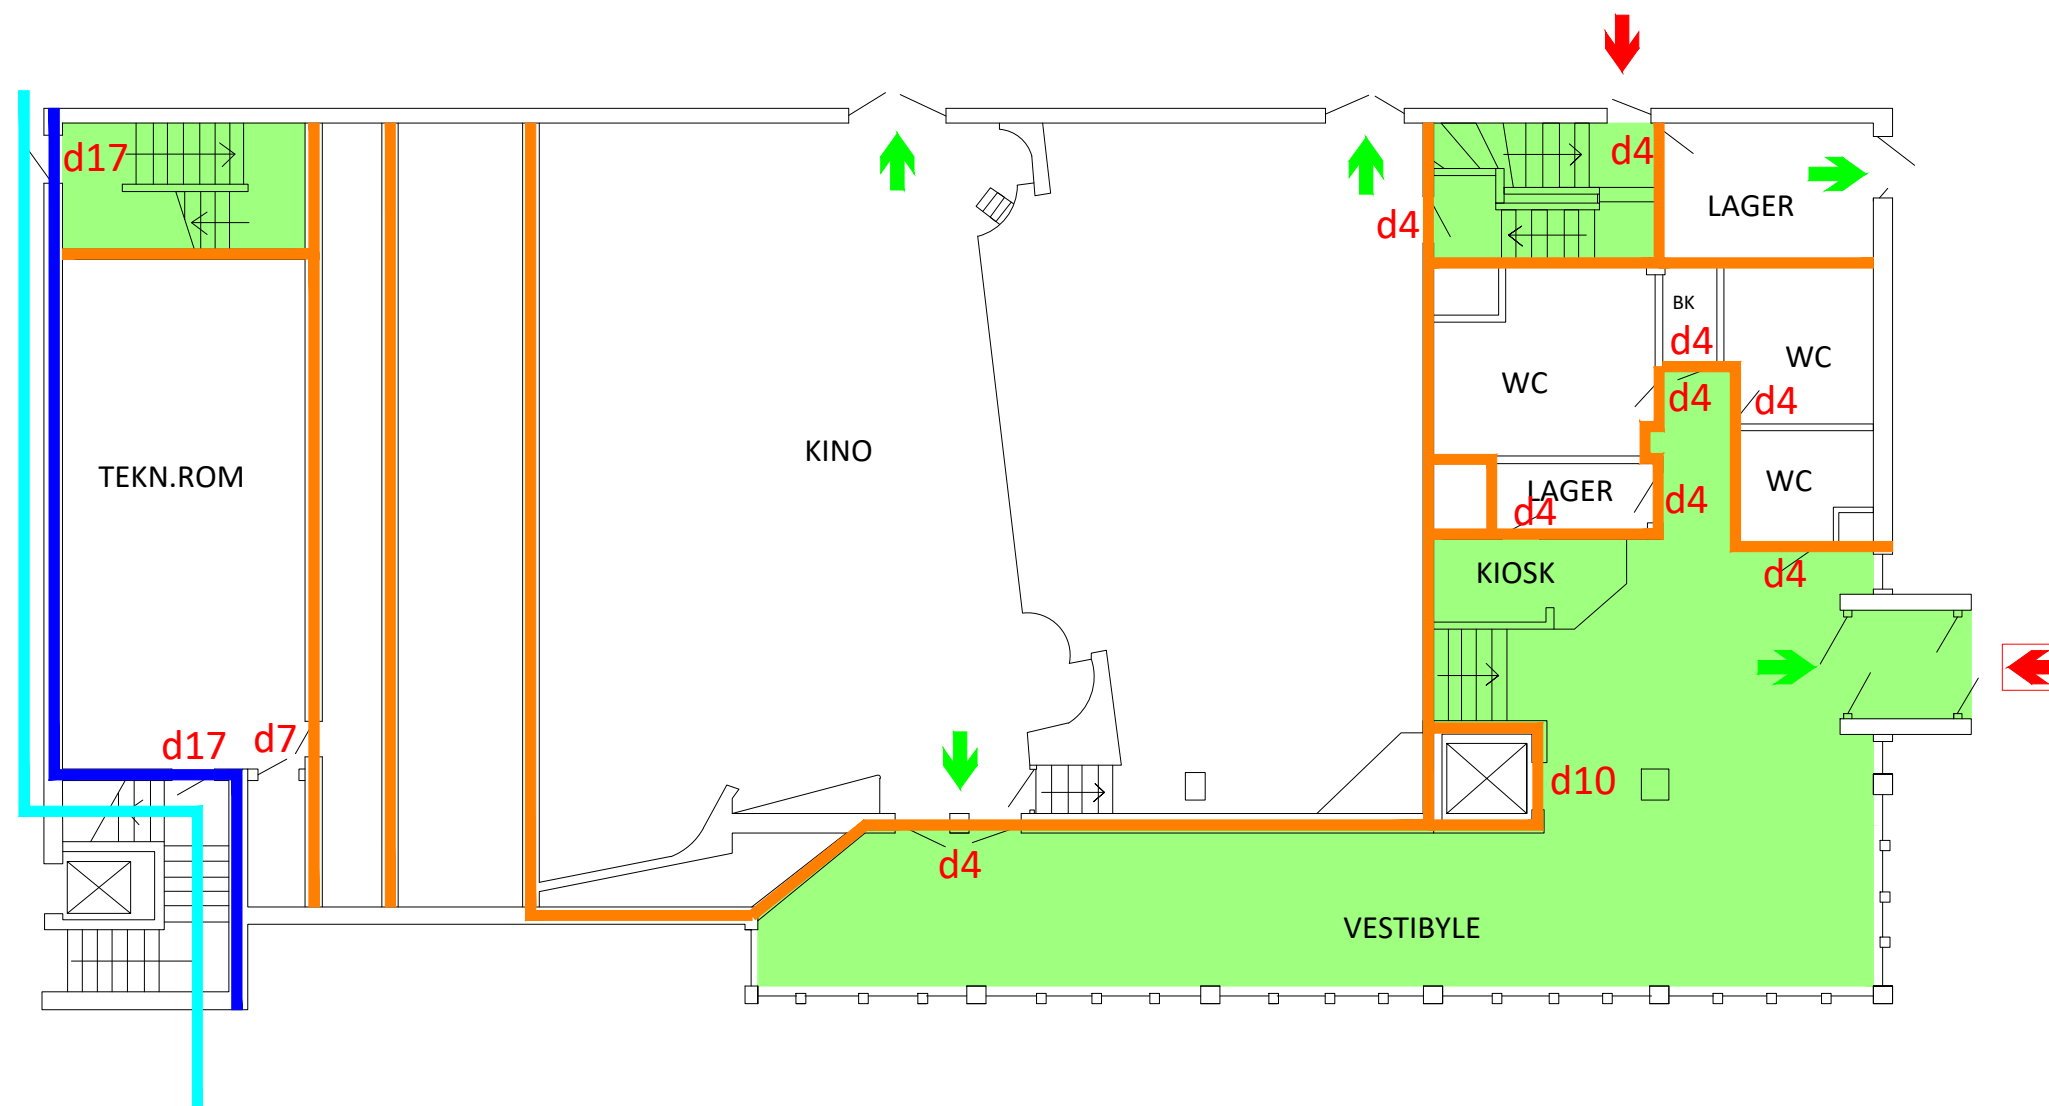 d17
d4
LAGER
d4
BK
d4
WC
WC
d4
d4
KINO
TEKN.ROM
WC
LAGER
d4
d4
KIOSK
d4
d17
d7
d10
d4
VESTIBYLE